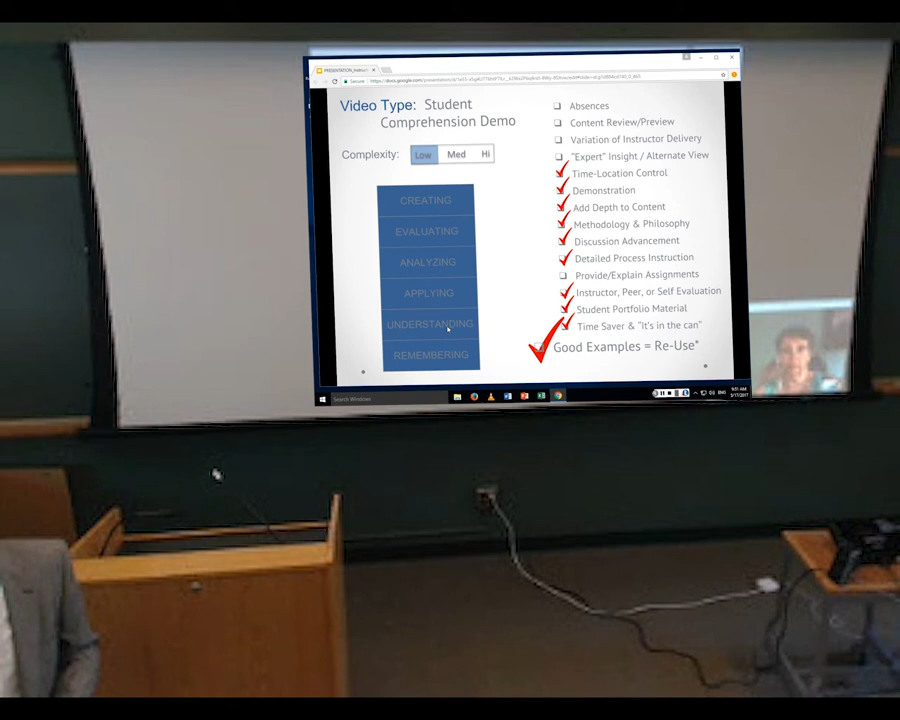 Video Type: Student
Comprehension Demo
Complexity: Low Med Hi
CREATING
EVALUATING
ANALYZING
APPLYING
UNDERSTANDING
REMEMBERING
Absences
Content Review/Preview
Variation of Instructor Delivery
"Expert" Insight / Alternate View
Time-Location Control
Demonstration
Add Depth to Content
Methodology & Philosophy
Discussion Advancement
Detailed Process Instruction
Provide/Explain Assignments
Instructor, Peer, or Self Evaluation
Student Portfolio Material
Time Saver & "It's in the can"
Good Examples = Re-Use*
Search Windows
ENG